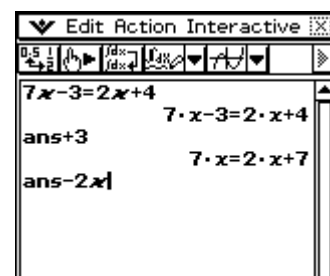 Edit Action Interactive
7x-3=2x+4
7·x-3=2·x+4
ans+3
7·x=2·x+7
ans-2x